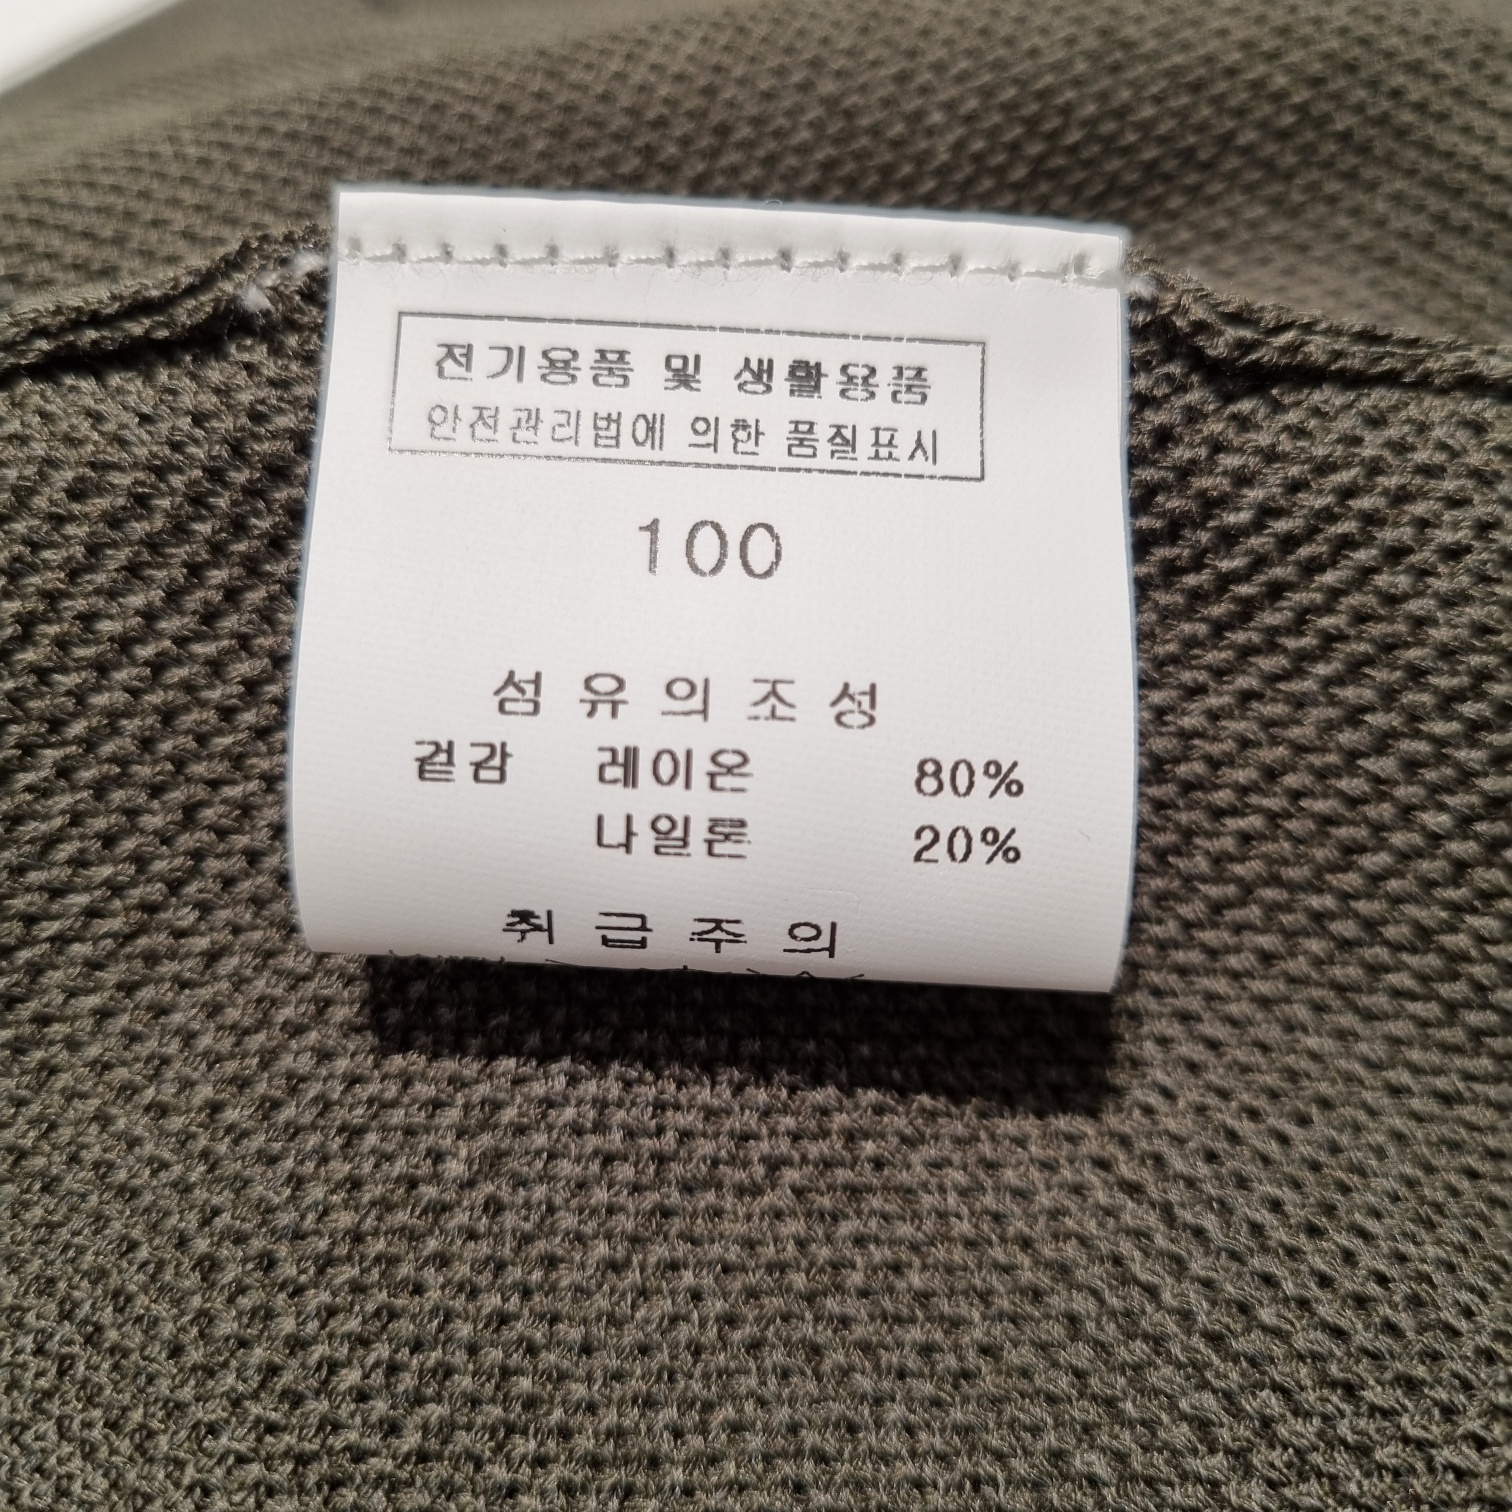 전기용품 및 생활용품
안전관리법에 의한 품질표시
100
섬유의조성
겉감 레이온 80%
나일론 20%
취급주의